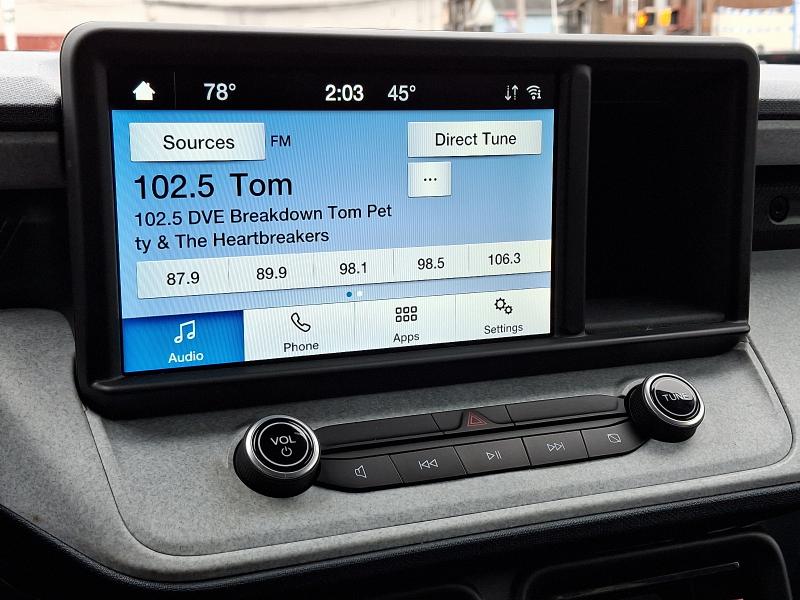 78° 2:03 45°
Sources FM Direct Tune
102.5 Tom ...
102.5 DVE Breakdown Tom Pet
ty & The Heartbreakers
87.9 89.9 98.1 98.5 106.3
Audio Phone Apps Settings
VOL TUNE